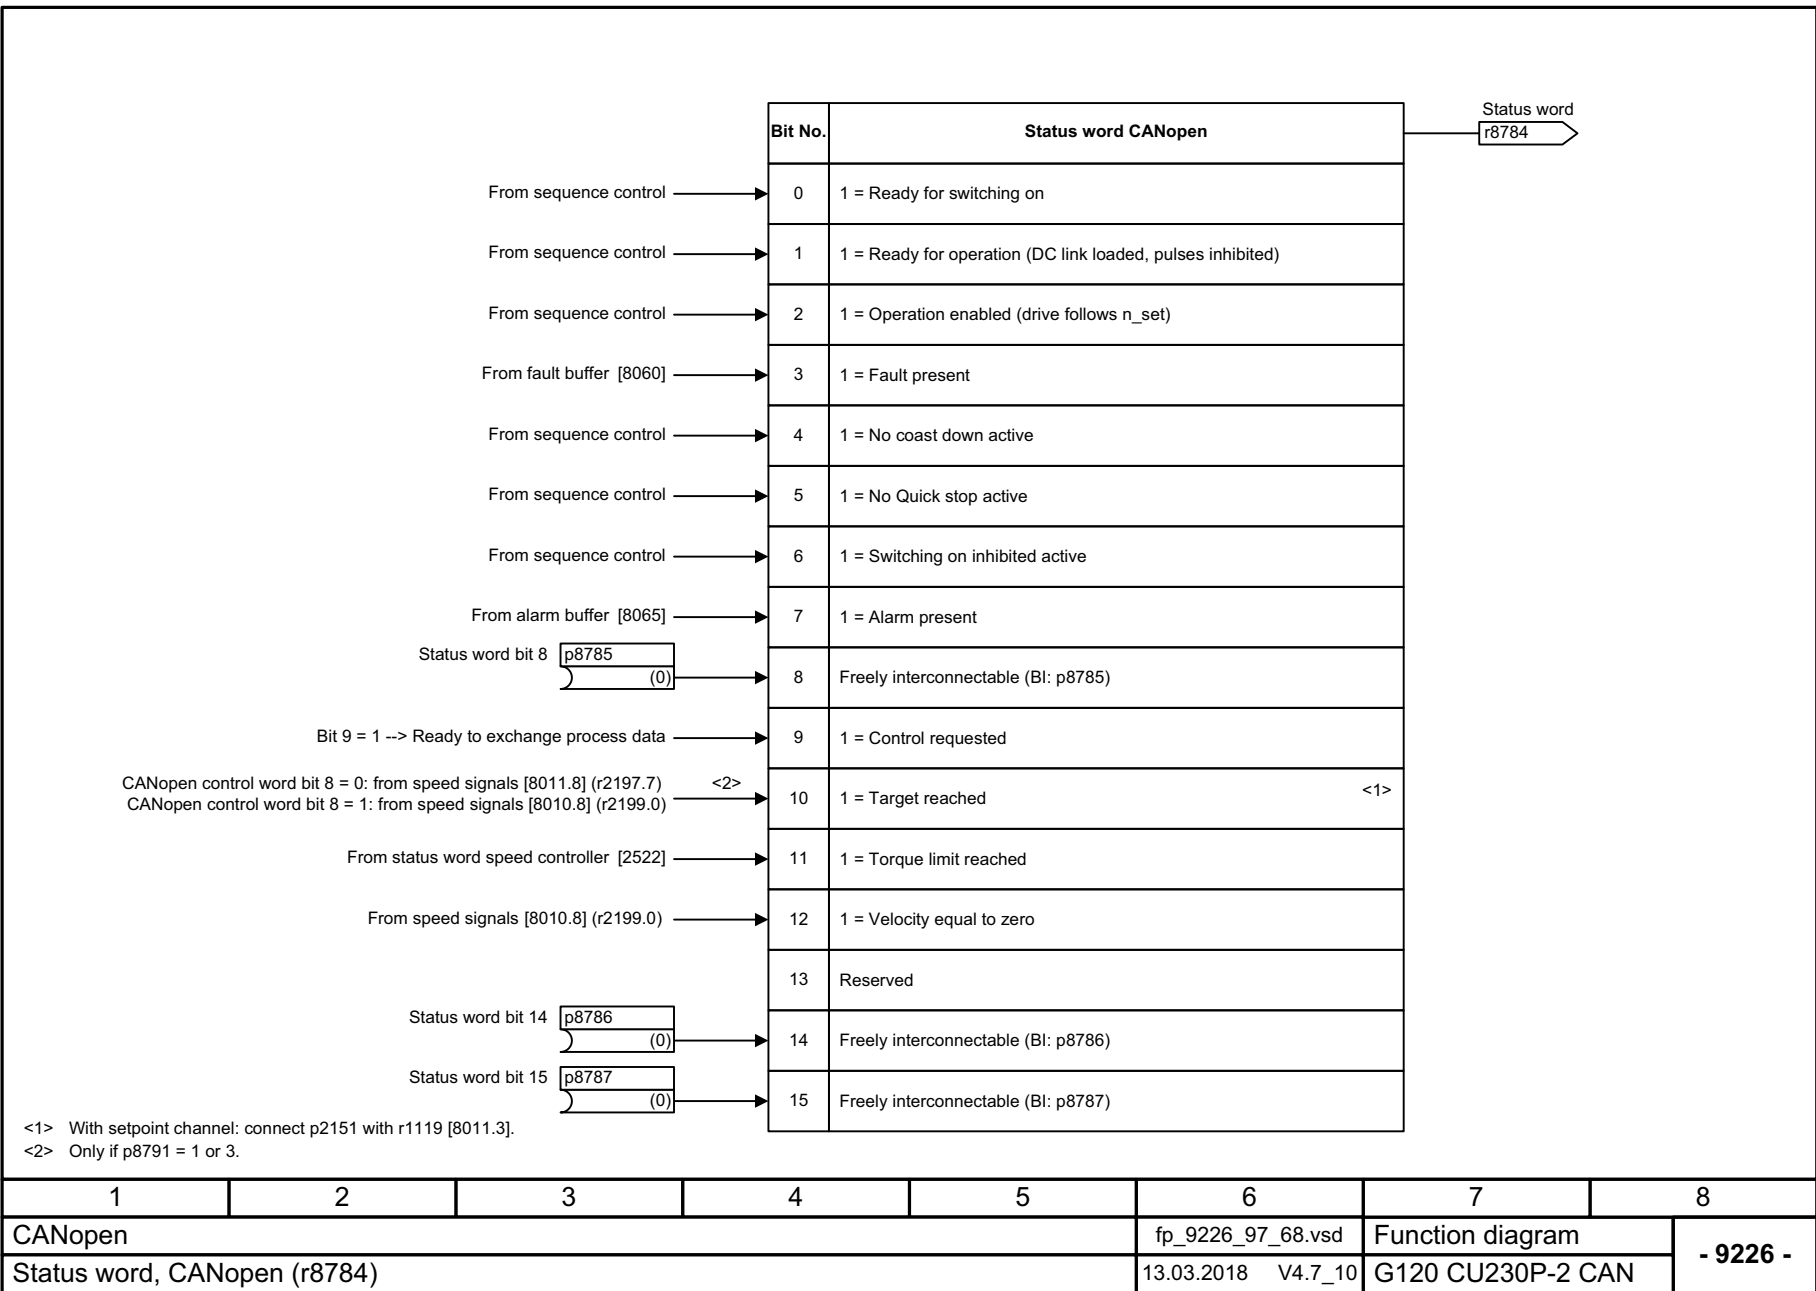 Status word
r8784
Bit No. Status word CANopen
From sequence control 0 1 = Ready for switching on
From sequence control 1 1 = Ready for operation (DC link loaded, pulses inhibited)
From sequence control 2 1 = Operation enabled (drive follows n_set)
From fault buffer [8060] 3 1 = Fault present
From sequence control 4 1 = No coast down active
From sequence control 5 1 = No Quick stop active
From sequence control 6 1 = Switching on inhibited active
From alarm buffer [8065] 7 1 = Alarm present
Status word bit 8 p8785
(0) 8 Freely interconnectable (BI: p8785)
Bit 9 = 1 --> Ready to exchange process data 9 1 = Control requested
CANopen control word bit 8 = 0: from speed signals [8011.8] (r2197.7) <2>
CANopen control word bit 8 = 1: from speed signals [8010.8] (r2199.0) 10 1 = Target reached <1>
From status word speed controller [2522] 11 1 = Torque limit reached
From speed signals [8010.8] (r2199.0) 12 1 = Velocity equal to zero
13 Reserved
Status word bit 14 p8786
(0) 14 Freely interconnectable (BI: p8786)
Status word bit 15 p8787
(0) 15 Freely interconnectable (BI: p8787)
<1> With setpoint channel: connect p2151 with r1119 [8011.3].
<2> Only if p8791 = 1 or 3.
1 2 3 4 5 6 7 8
CANopen fp_9226_97_68.vsd Function diagram
- 9226 -
Status word, CANopen (r8784) 13.03.2018 V4.7_10 G120 CU230P-2 CAN